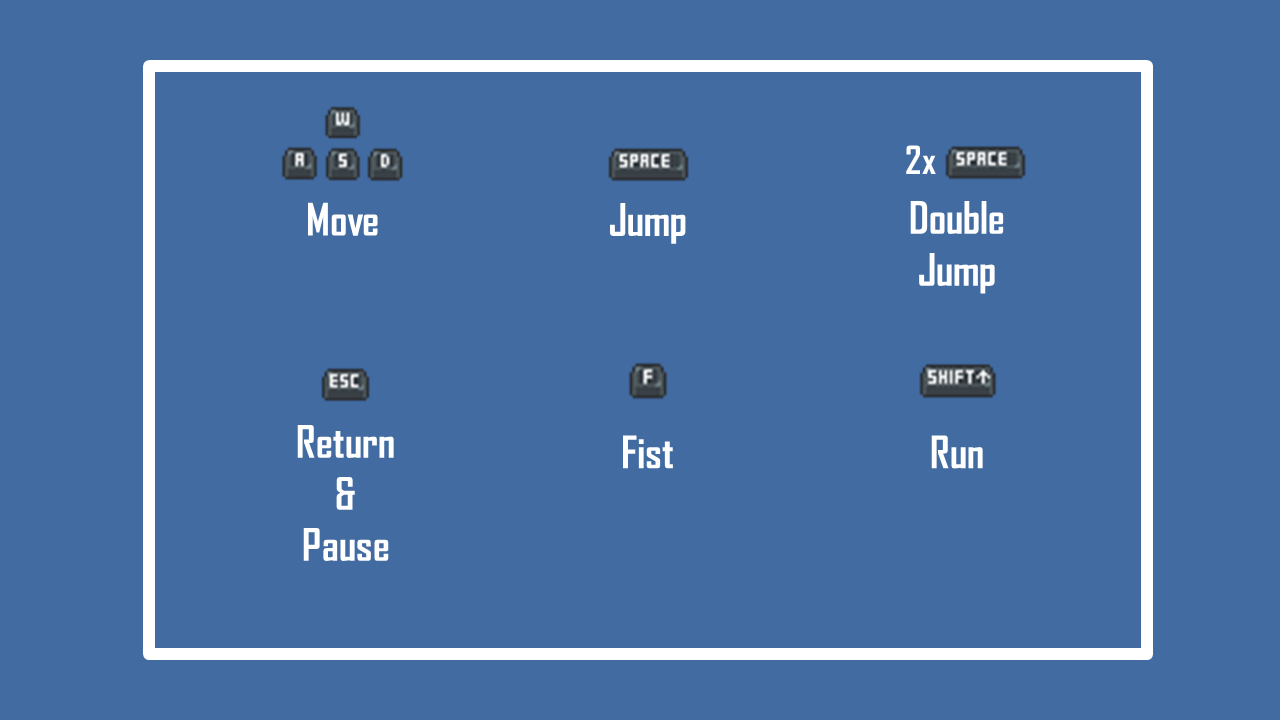 W
A S D
Move
SPACE
Jump
2x SPACE
Double
Jump
ESC
Return
&
Pause
F
Fist
SHIFT↑
Run